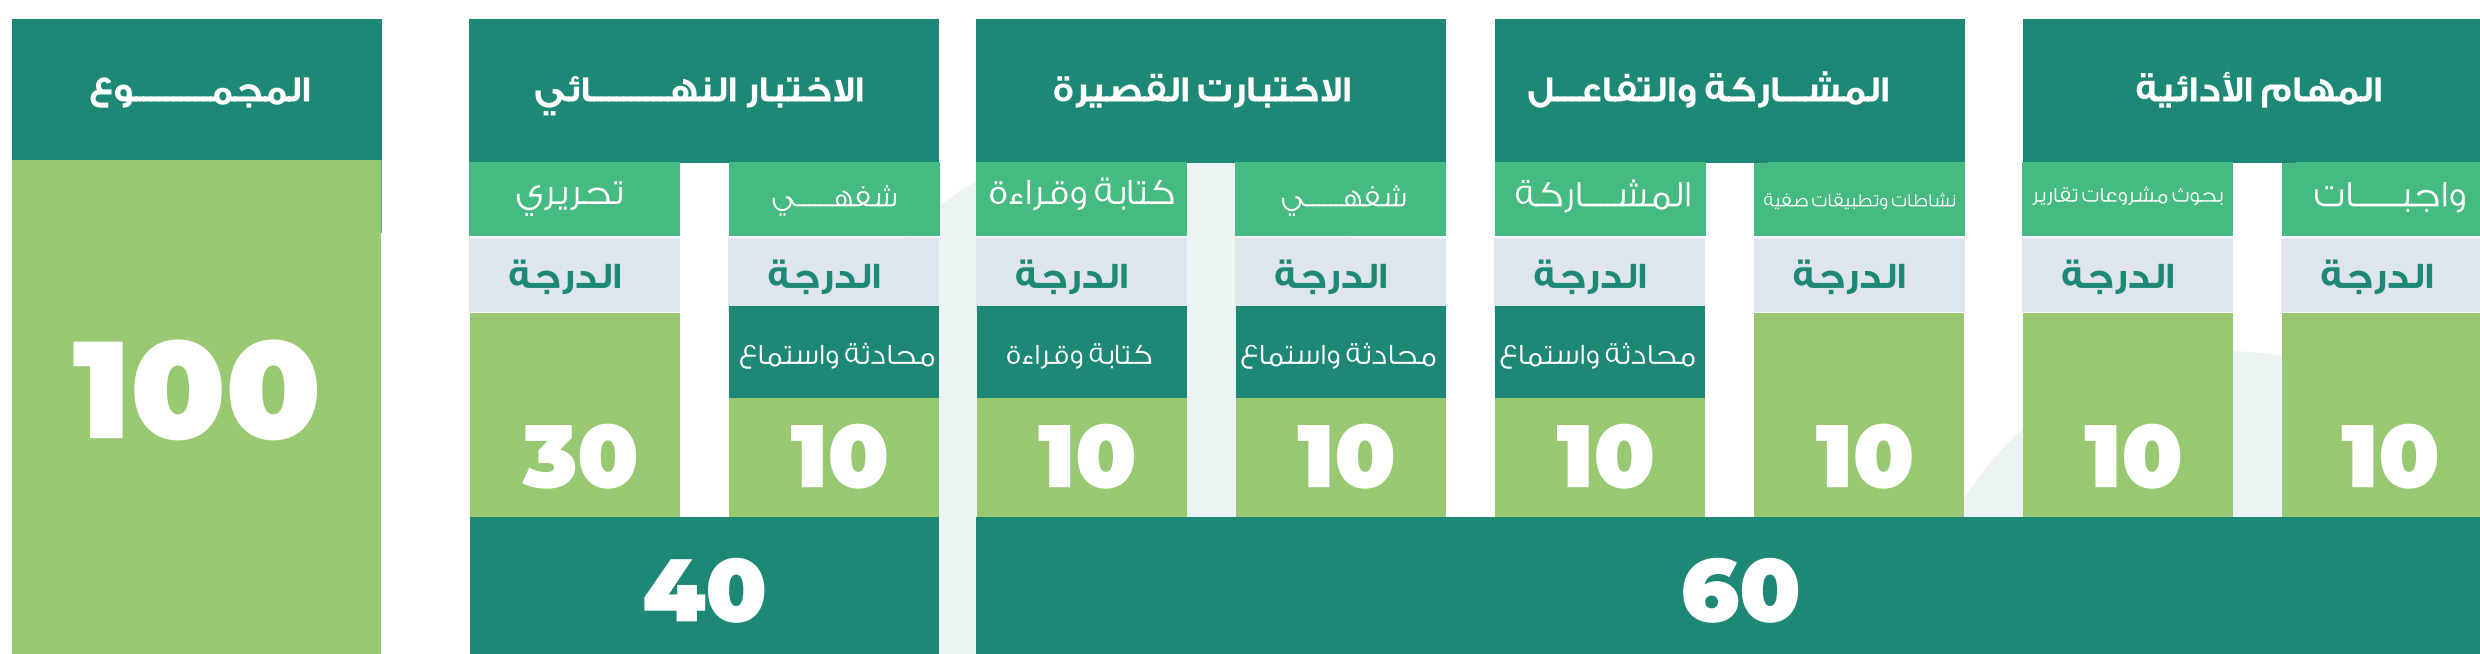 المهام الأدائية
المشاركة والتفاعل
الاختبارت القصيرة
الاختبار النهائي
المجموع
واجبات
بحوث مشروعات تقارير
نشاطات وتطبيقات صفية
المشاركة
شفهي
كتابة وقراءة
شفهي
تحريري
الدرجة
الدرجة
الدرجة
الدرجة
الدرجة
الدرجة
الدرجة
الدرجة
محادثة واستماع
محادثة واستماع
كتابة وقراءة
محادثة واستماع
10
10
10
10
10
10
10
30
100
60
40